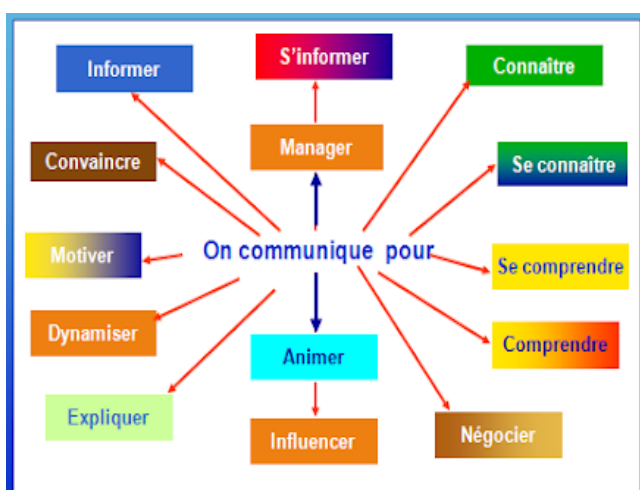 S'informer
Informer
Connaître
Manager
Convaincre
Se connaître
On communique pour
Motiver
Se comprendre
Dynamiser
Comprendre
Animer
Expliquer
Négocier
Influencer